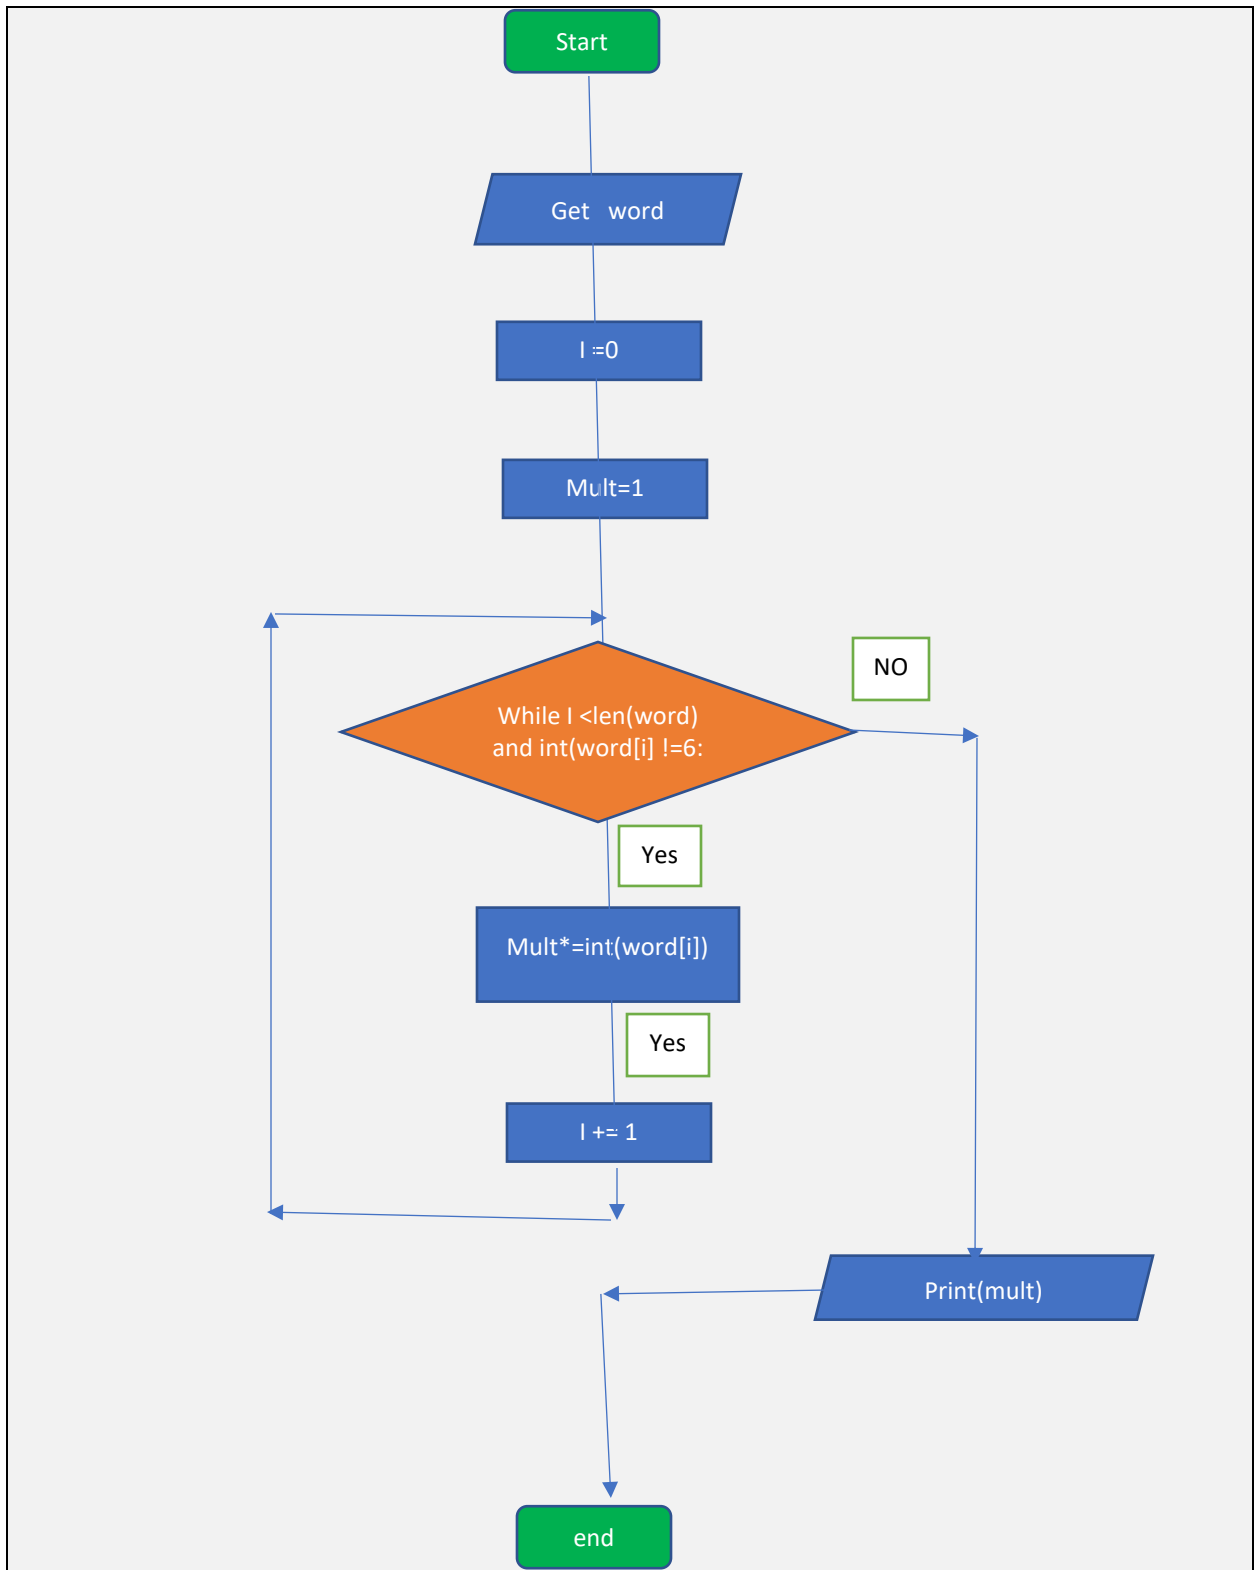 Start
Get word
I =0
Mult=1
NO
While I <len(word)
and int(word[i] !=6:
Yes
Mult*=int(word[i])
Yes
I += 1
Print(mult)
end